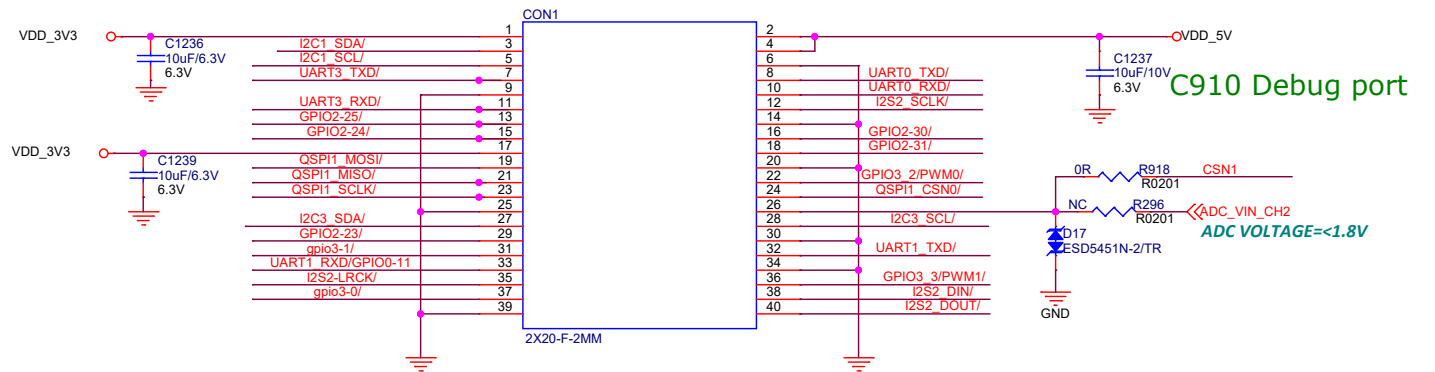 CON1
VDD_3V3
C1236
10uF/6.3V
6.3V
1
3
5
7
9
11
13
15
17
19
21
23
25
27
29
31
33
35
37
39
I2C1_SDA/
I2C1_SCL/
UART3_TXD/
UART3_RXD/
GPIO2-25/
GPIO2-24/
VDD_3V3
C1239
10uF/6.3V
6.3V
QSPI1_MOSI/
QSPI1_MISO/
QSPI1_SCLK/
I2C3_SDA/
GPIO2-23/
gpio3-1/
UART1_RXD/GPIO0-11
I2S2-LRCK/
gpio3-0/
2X20-F-2MM
2
4
6
8
10
12
14
16
18
20
22
24
26
28
30
32
34
36
38
40
UART0_TXD/
UART0_RXD/
I2S2_SCLK/
GPIO2-30/
GPIO2-31/
GPIO3_2/PWM0/
QSPI1_CSN0/
I2C3_SCL/
UART1_TXD/
GPIO3_3/PWM1/
I2S2_DIN/
I2S2_DOUT/
VDD_5V
C1237
10uF/10V
6.3V
C910 Debug port
0R
R918
R0201
CSN1
NC
R296
R0201
ADC_VIN_CH2
ADC VOLTAGE=<1.8V
D17
ESD5451N-2/TR
GND